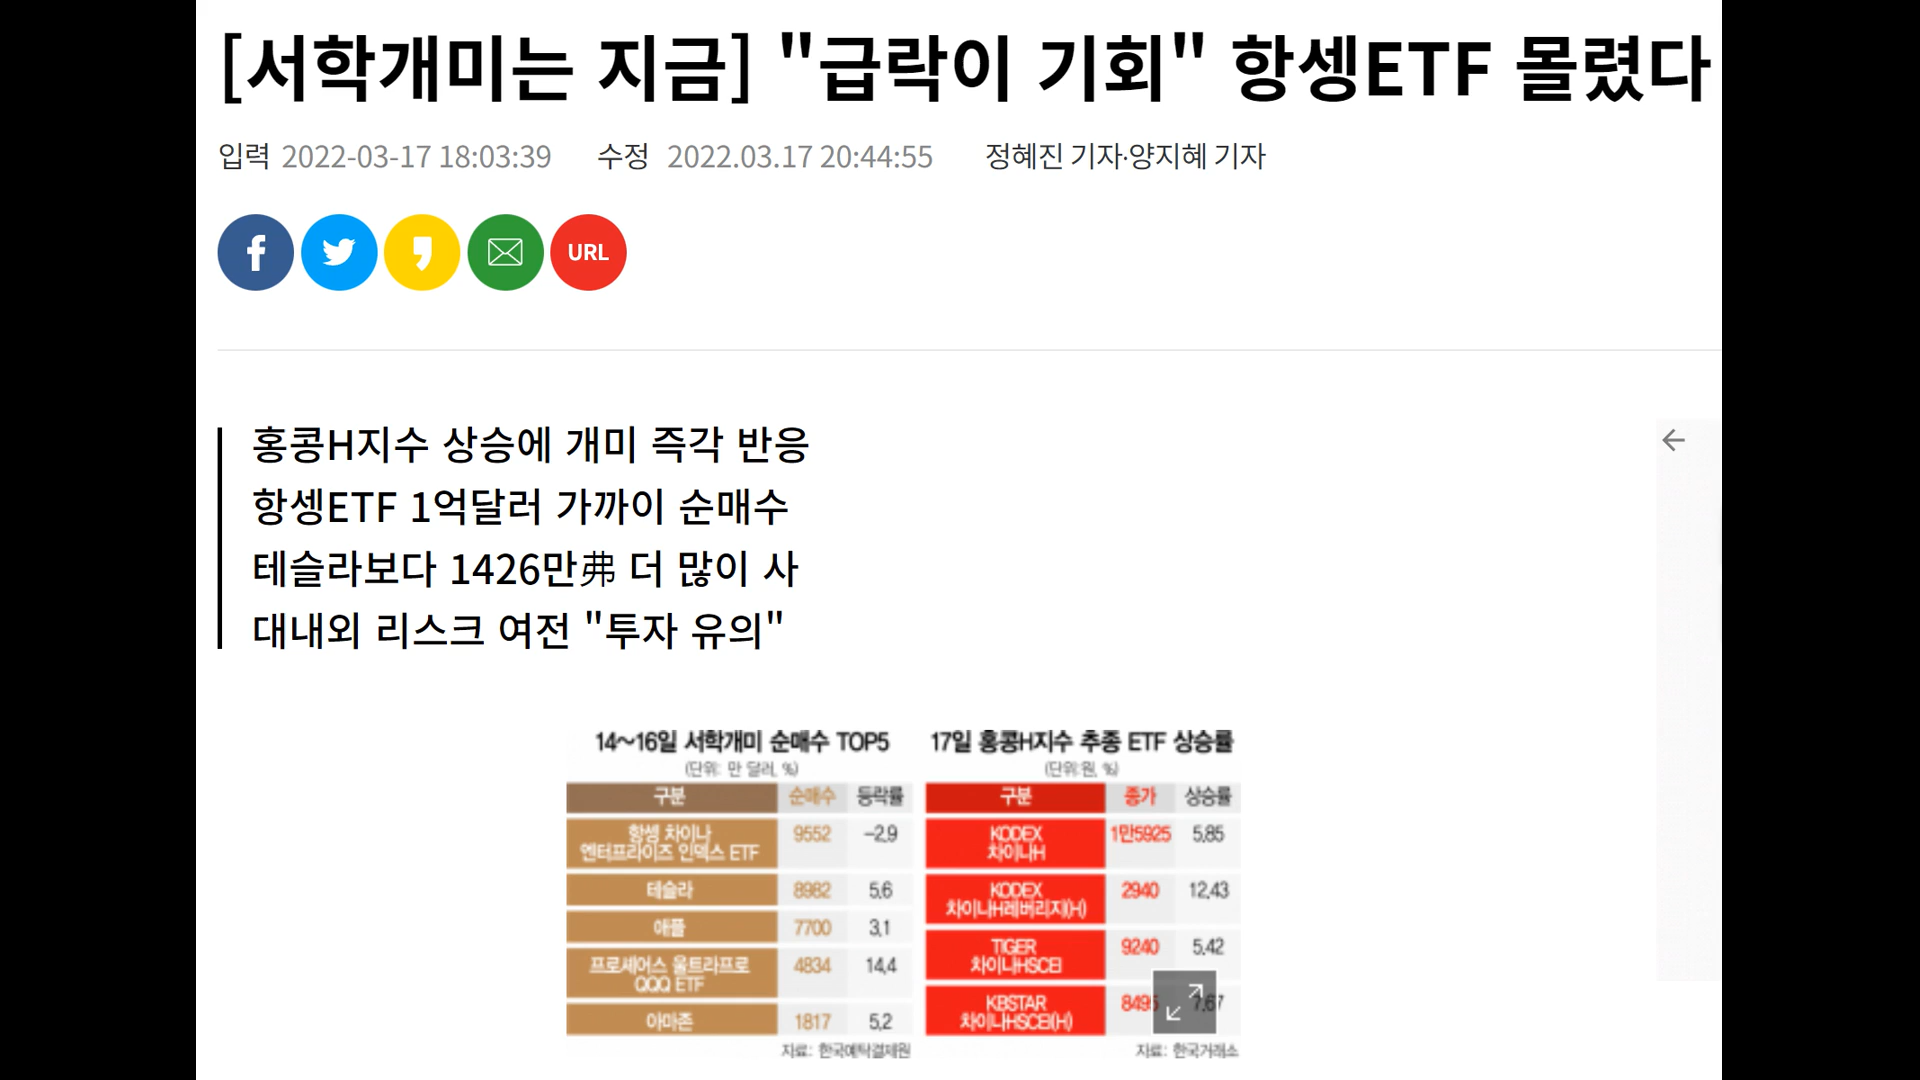 [서학개미는 지금] "급락이 기회" 항셍ETF 몰렸다
입력 2022-03-17 18:03:39 수정 2022.03.17 20:44:55 정혜진 기자·양지혜 기자
URL
홍콩H지수 상승에 개미 즉각 반응
항셍ETF 1억달러 가까이 순매수
테슬라보다 1426만弗 더 많이 사
대내외 리스크 여전 "투자 유의"
14~16일 서학개미 순매수 TOP5
(단위: 만 달러, %)
구분 순매수 등락률
항셍 차이나
엔터프라이즈 인덱스 ETF
9552 -2.9
테슬라 8982 5.6
애플 7700 3.1
프로셰어스 울트라프로
QQQ ETF
4834 14.4
아마존 1817 5.2
자료: 한국예탁결제원
17일 홍콩H지수 추종 ETF 상승률
(단위:원, %)
구분 종가 상승률
KODEX
차이나H
1만5925 5.85
KODEX
차이나H레버리지(H)
2940 12.43
TIGER
차이나HSCEI
9240 5.42
KBSTAR
차이나HSCEI(H)
8495 7.67
자료: 한국거래소